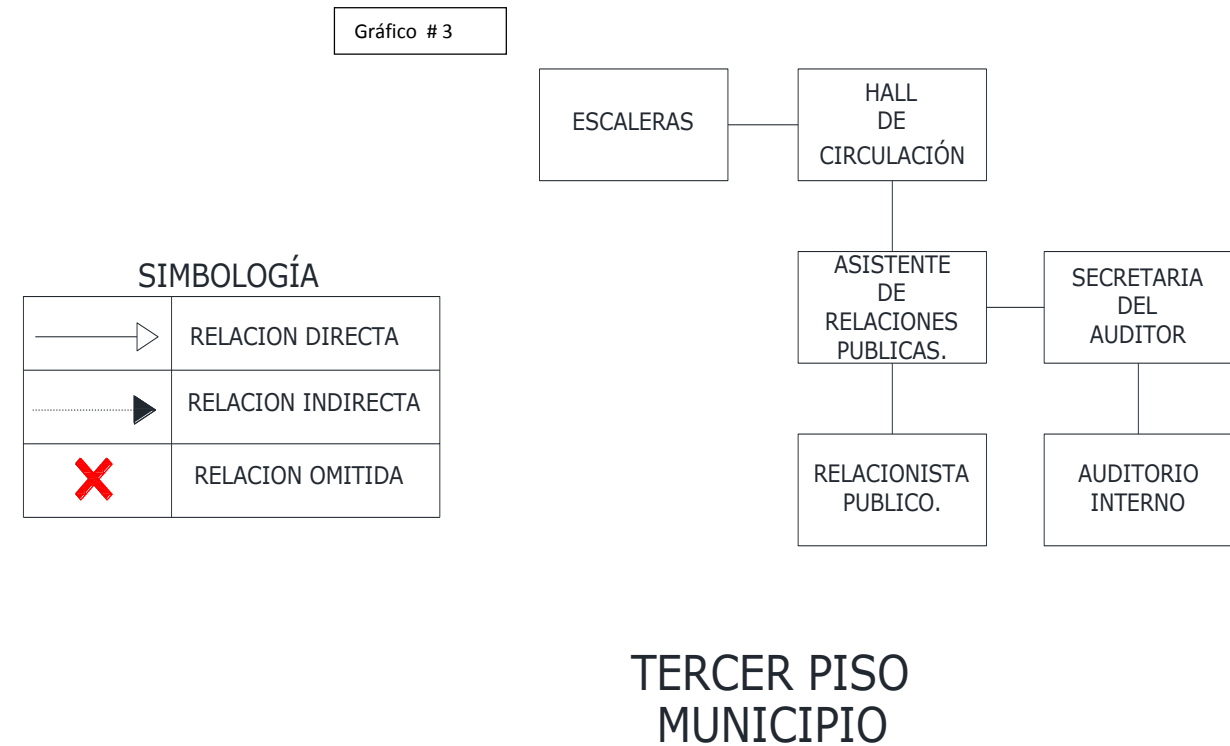 Gráfico # 3
ESCALERAS
HALL
DE
CIRCULACIÓN
SIMBOLOGÍA
RELACION DIRECTA
RELACION INDIRECTA
RELACION OMITIDA
ASISTENTE
DE
RELACIONES
PUBLICAS.
SECRETARIA
DEL
AUDITOR
RELACIONISTA
PUBLICO.
AUDITORIO
INTERNO
TERCER PISO
MUNICIPIO